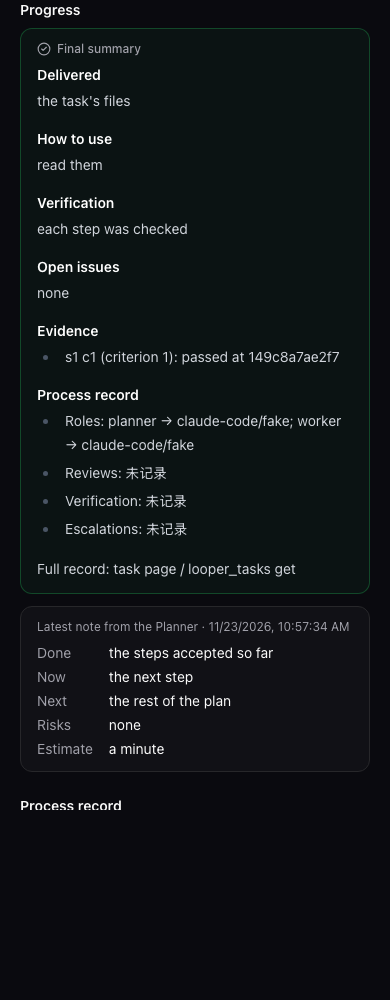 Progress
Final summary
Delivered
the task's files
How to use
read them
Verification
each step was checked
Open issues
none
Evidence
s1 c1 (criterion 1): passed at 149c8a7ae2f7
Process record
Roles: planner → claude-code/fake; worker
→ claude-code/fake
Reviews: 未记录
Verification: 未记录
Escalations: 未记录
Full record: task page / looper_tasks get
Latest note from the Planner · 11/23/2026, 10:57:34 AM
Done the steps accepted so far
Now the next step
Next the rest of the plan
Risks none
Estimate a minute
Process record